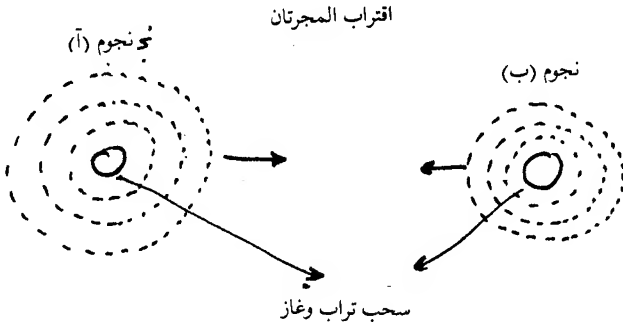 اقتراب المجرتان
نجوم (آ)
نجوم (ب)
سحب تراب وغاز